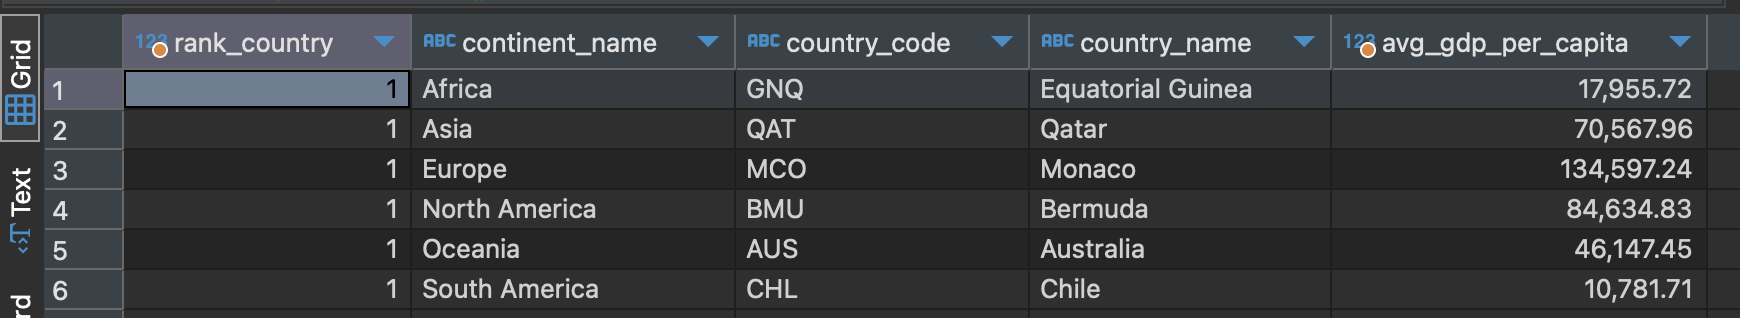 123 rank_country ABC continent_name ABC country_code ABC country_name 123 avg_gdp_per_capita
1 1 Africa GNQ Equatorial Guinea 17,955.72
2 1 Asia QAT Qatar 70,567.96
3 1 Europe MCO Monaco 134,597.24
4 1 North America BMU Bermuda 84,634.83
5 1 Oceania AUS Australia 46,147.45
6 1 South America CHL Chile 10,781.71
Grid
Text
rd